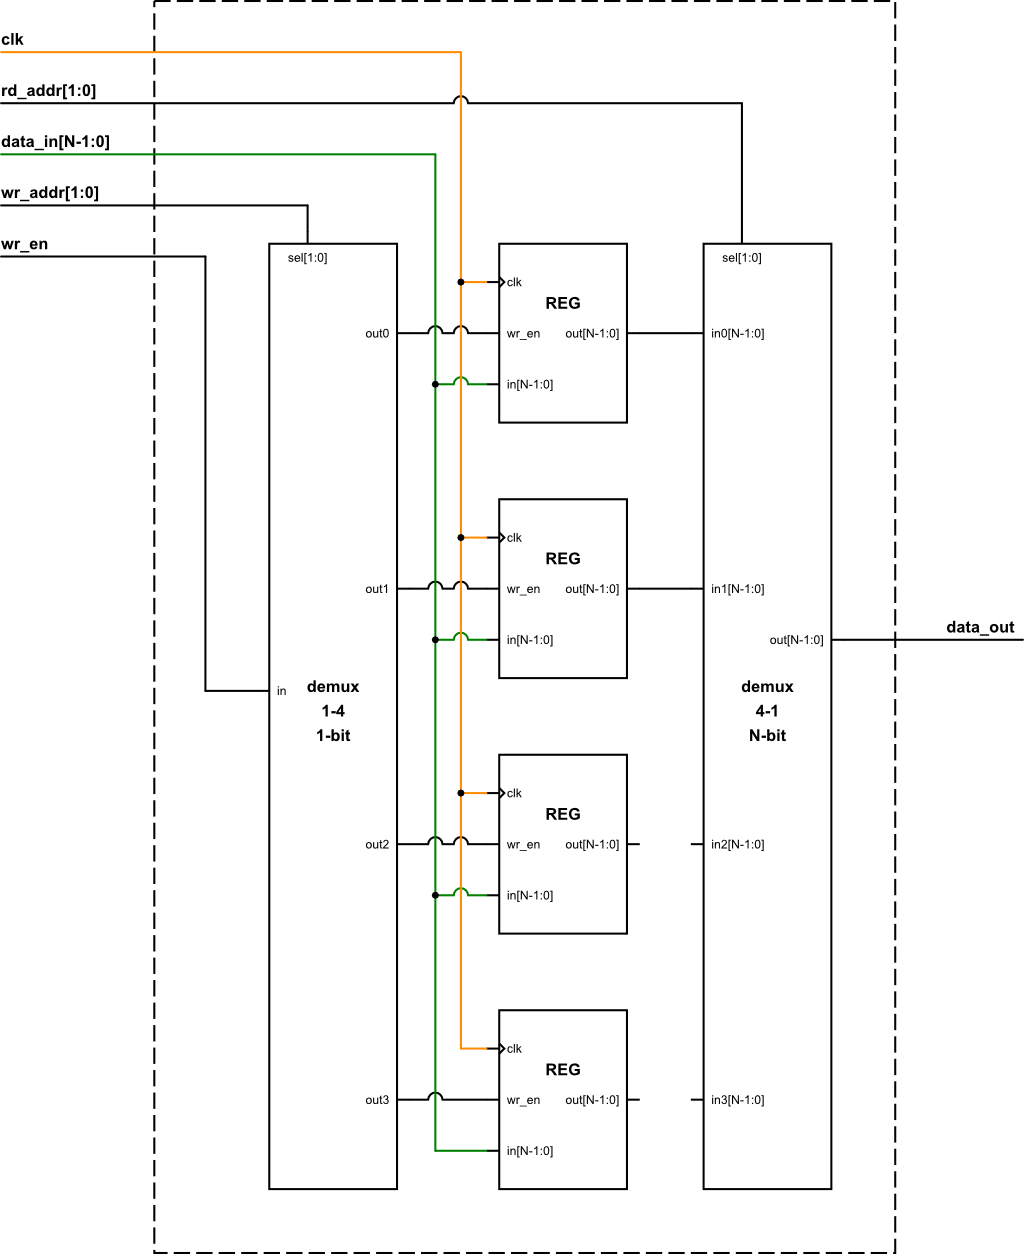 clk
rd_addr[1:0]
data_in[N-1:0]
wr_addr[1:0]
wr_en
sel[1:0]
out0
out1
in
demux
1-4
1-bit
out2
out3
clk
REG
wr_en
out[N-1:0]
in[N-1:0]
clk
REG
wr_en
out[N-1:0]
in[N-1:0]
clk
REG
wr_en
out[N-1:0]
in[N-1:0]
clk
REG
wr_en
out[N-1:0]
in[N-1:0]
sel[1:0]
in0[N-1:0]
in1[N-1:0]
out[N-1:0]
demux
4-1
N-bit
in2[N-1:0]
in3[N-1:0]
data_out